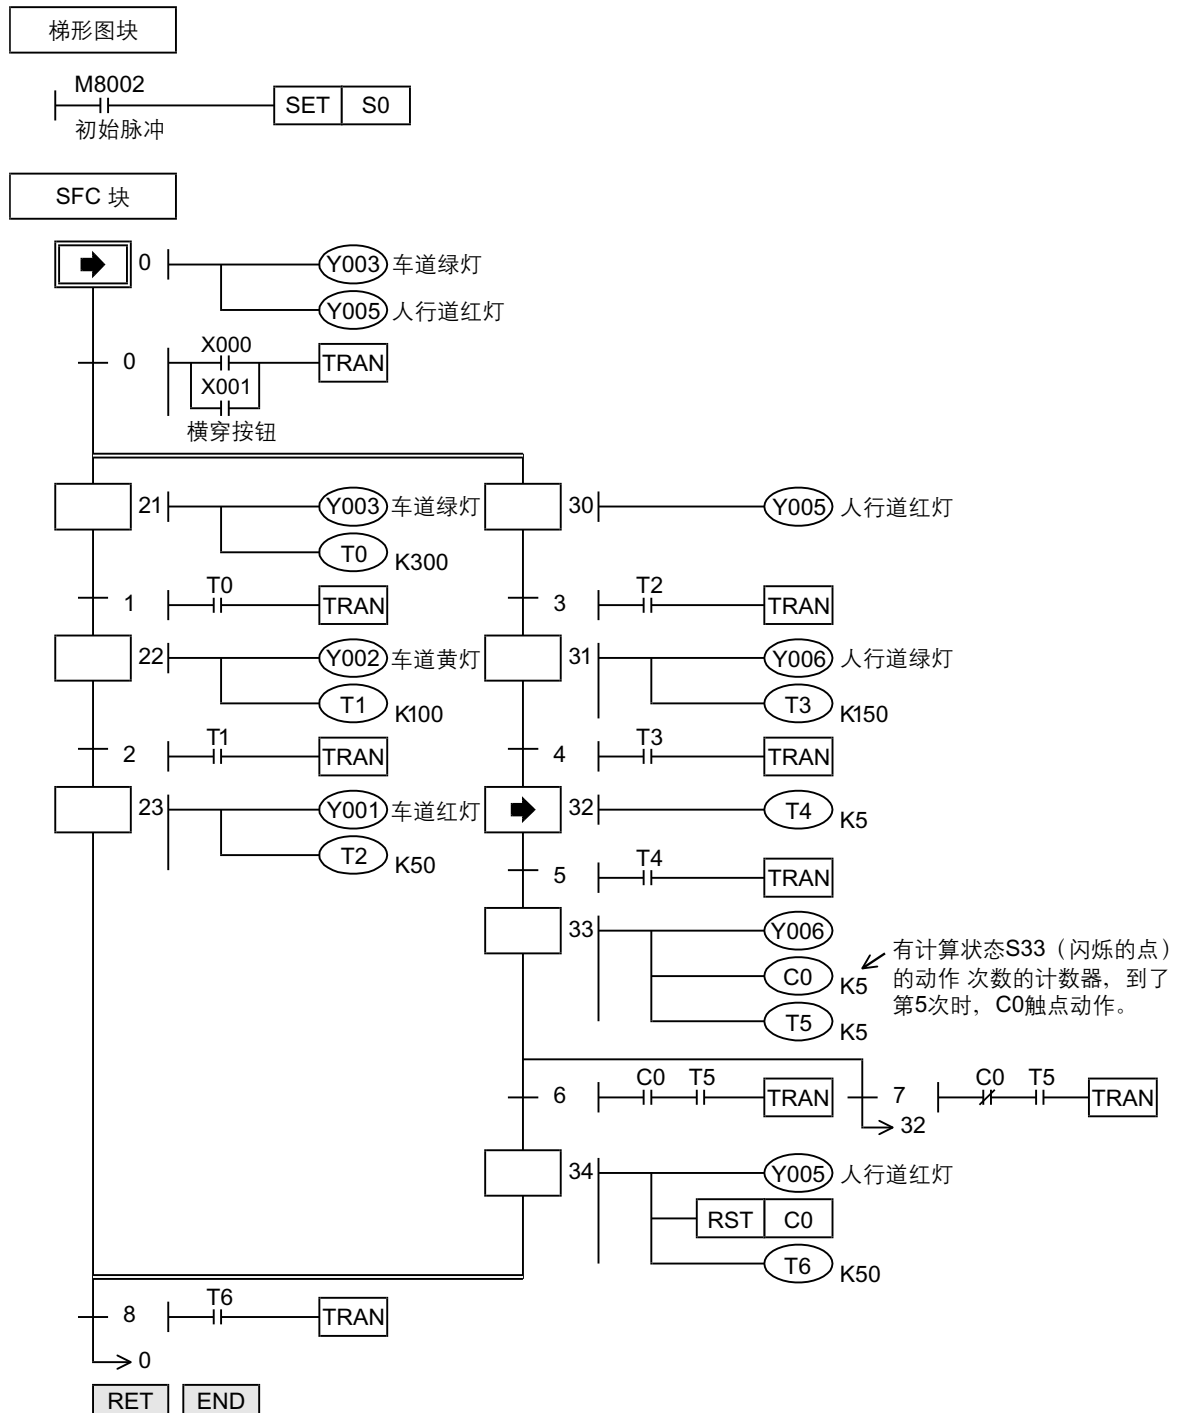 梯形图块
M8002
SET S0
初始脉冲
SFC 块
0 Y003 车道绿灯
Y005 人行道红灯
X000
0 TRAN
X001
横穿按钮
21 Y003 车道绿灯 30 Y005 人行道红灯
T0 K300
T0 T2
1 TRAN 3 TRAN
22 Y002 车道黄灯 31 Y006 人行道绿灯
T1 K100 T3 K150
T1 T3
2 TRAN 4 TRAN
23 Y001 车道红灯 32 T4 K5
T2 K50
T4
5 TRAN
33 Y006
有计算状态S33（闪烁的点）
C0 K5 的动作 次数的计数器，到了
第5次时，C0触点动作。
T5 K5
C0 T5 C0 T5
6 TRAN 7 TRAN
32
34 Y005 人行道红灯
RST C0
T6 K50
T6
8 TRAN
0
RET END